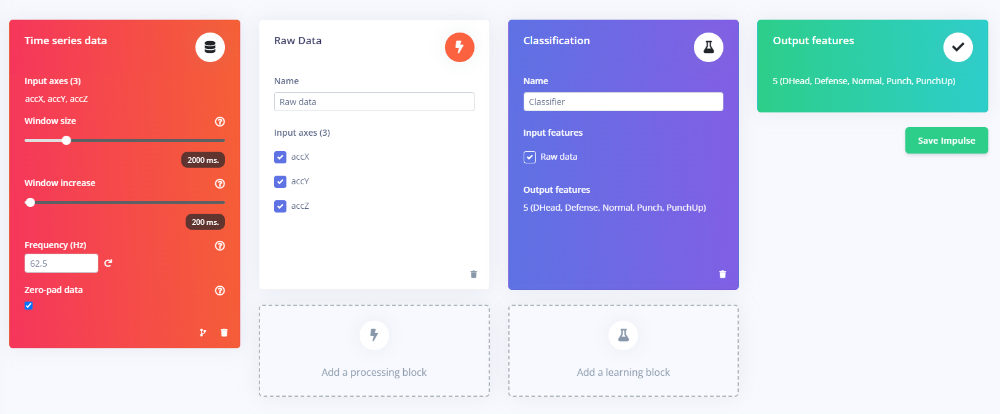 Time series data
Input axes (3)
accX, accY, accZ
Window size
2000 ms.
Window increase
200 ms.
Frequency (Hz)
62,5
Zero-pad data
Raw Data
Name
Raw data
Input axes (3)
accX
accY
accZ
Add a processing block
Classification
Name
Classifier
Input features
Raw data
Output features
5 (DHead, Defense, Normal, Punch, PunchUp)
Add a learning block
Output features
5 (DHead, Defense, Normal, Punch, PunchUp)
Save Impulse